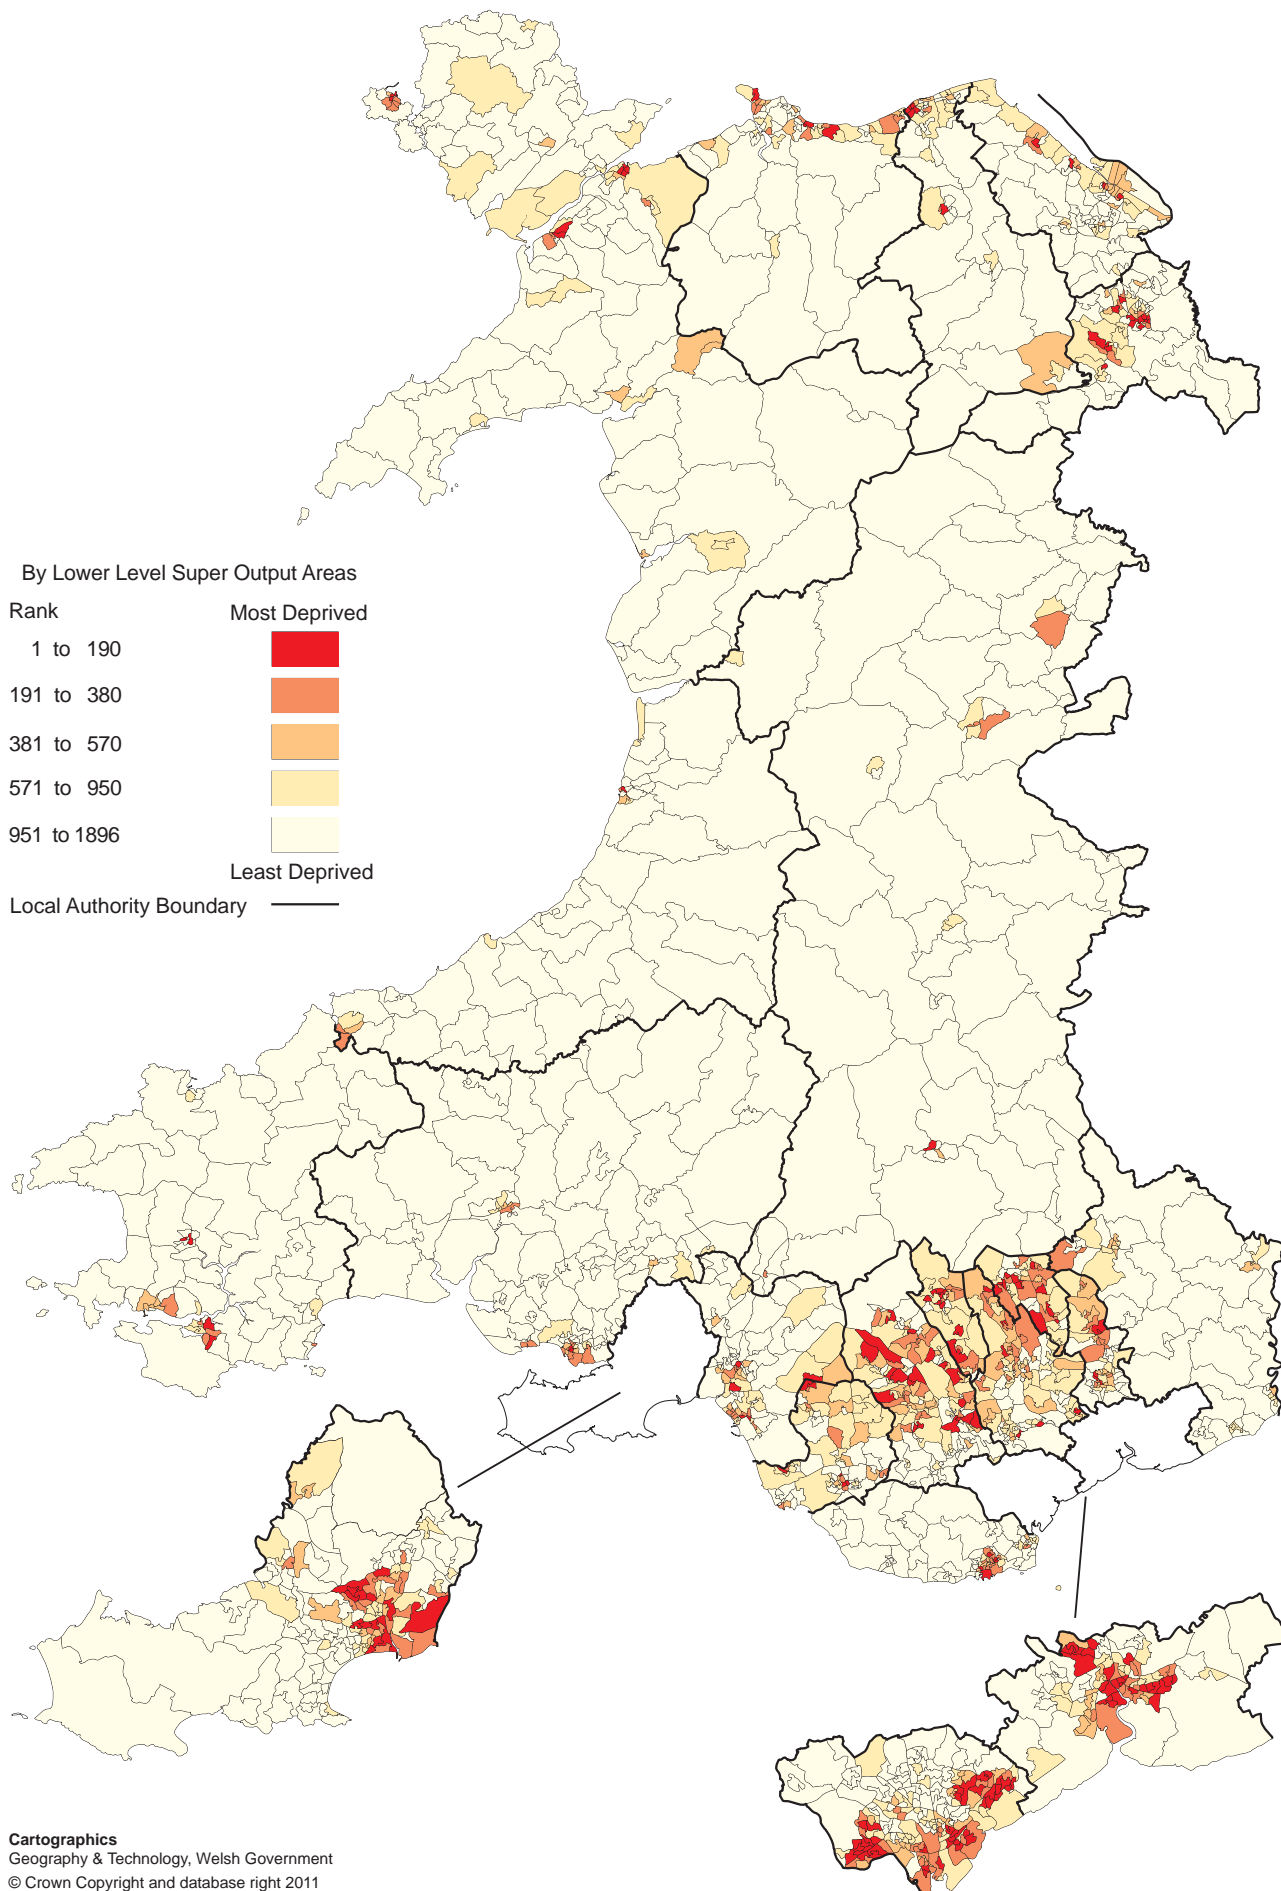 By Lower Level Super Output Areas
Rank Most Deprived
1 to 190
191 to 380
381 to 570
571 to 950
951 to 1896
Least Deprived
Local Authority Boundary
Cartographics
Geography & Technology, Welsh Government
© Crown Copyright and database right 2011